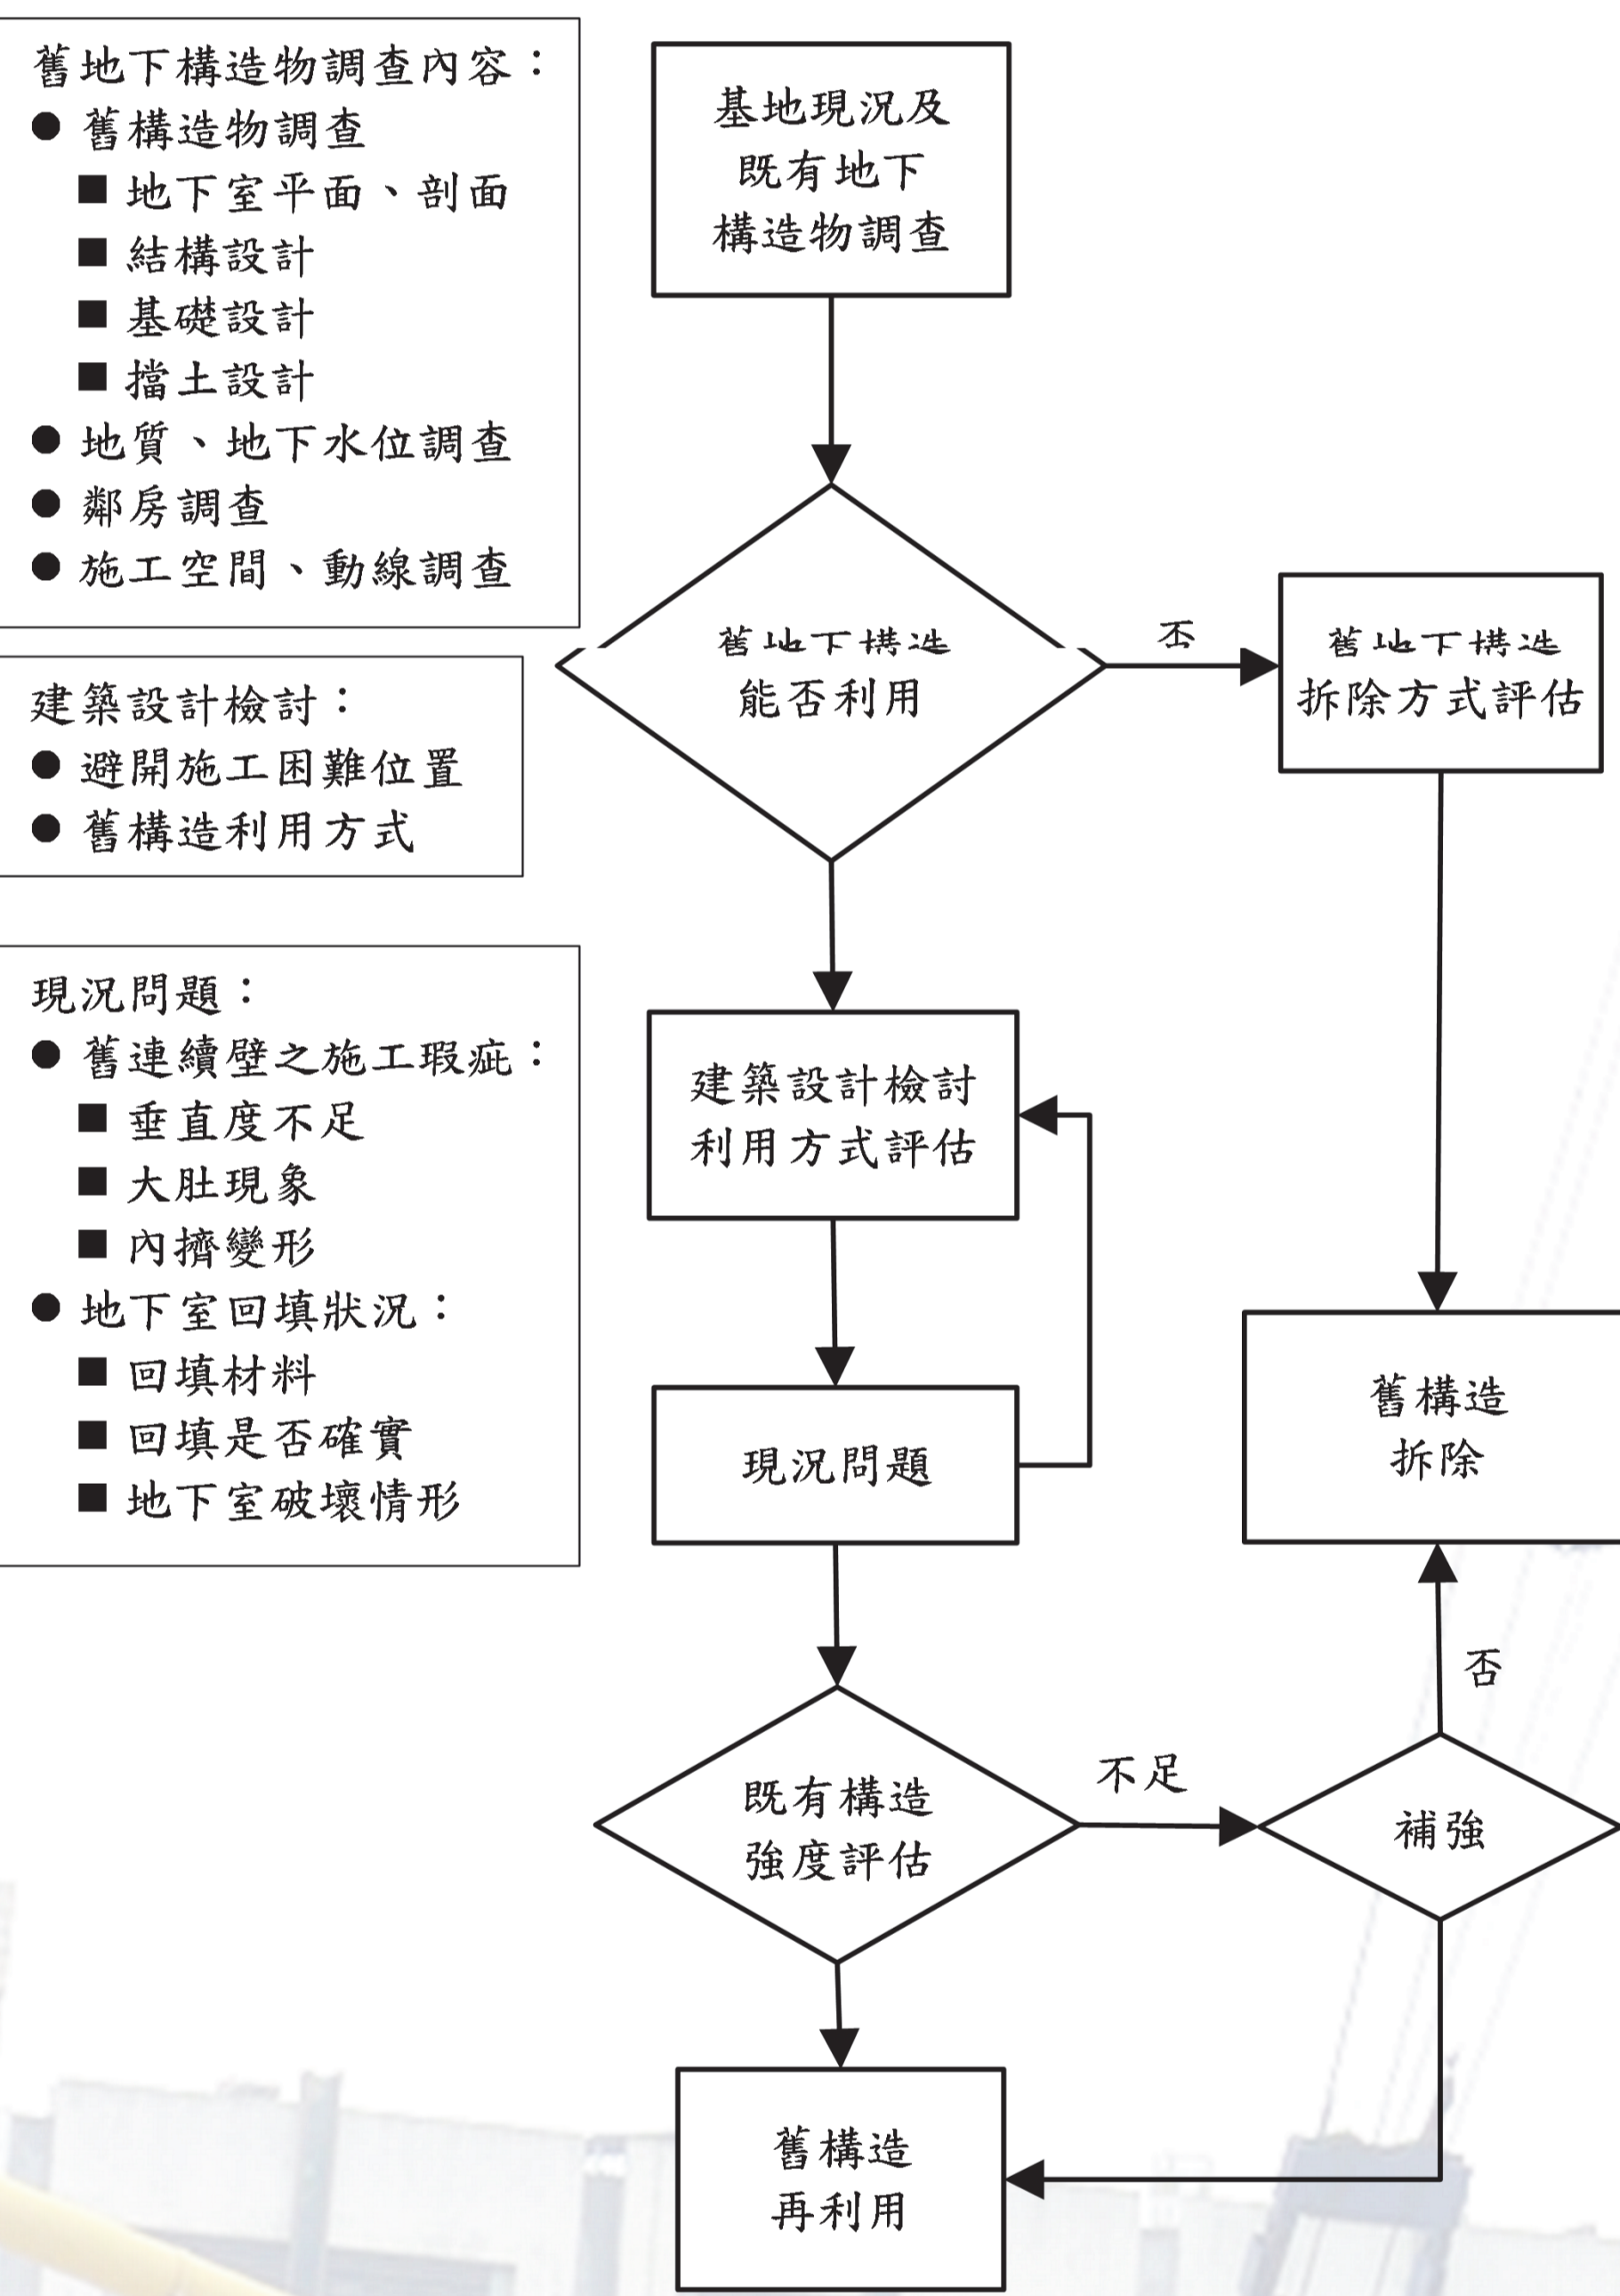 舊地下構造物調查內容：
● 舊構造物調查
■ 地下室平面、剖面
■ 結構設計
■ 基礎設計
■ 擋土設計
● 地質、地下水位調查
● 鄰房調查
● 施工空間、動線調查
建築設計檢討：
● 避開施工困難位置
● 舊構造利用方式
現況問題：
● 舊連續壁之施工瑕疵：
■ 垂直度不足
■ 大肚現象
■ 內擠變形
● 地下室回填狀況：
■ 回填材料
■ 回填是否確實
■ 地下室破壞情形
基地現況及
既有地下
構造物調查
舊地下構造
能否利用
否
舊地下構造
拆除方式評估
建築設計檢討
利用方式評估
現況問題
舊構造
拆除
否
既有構造
強度評估
不足
補強
舊構造
再利用